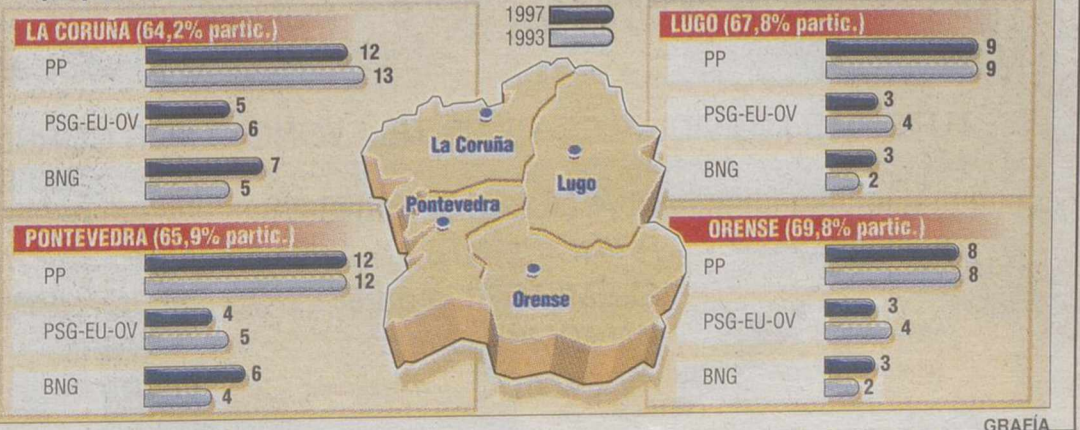 1997
1993
LA CORUÑA (64,2% partic.)
PP
12
13
PSG-EU-OV
5
6
BNG
7
5
LUGO (67,8% partic.)
PP
9
9
PSG-EU-OV
3
4
BNG
3
2
La Coruña
Lugo
Pontevedra
Orense
PONTEVEDRA (65,9% partic.)
PP
12
12
PSG-EU-OV
4
5
BNG
6
4
ORENSE (69,8% partic.)
PP
8
8
PSG-EU-OV
3
4
BNG
3
2
GRAFÍA